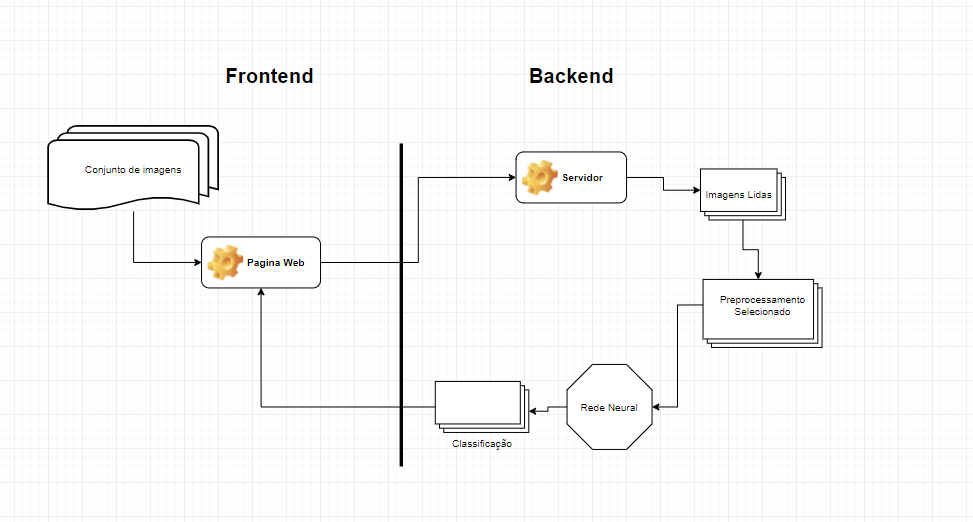 Frontend
Backend
Conjunto de imagens
Servidor
Imagens Lidas
Pagina Web
Preprocessamento
Selecionado
Rede Neural
Classificação